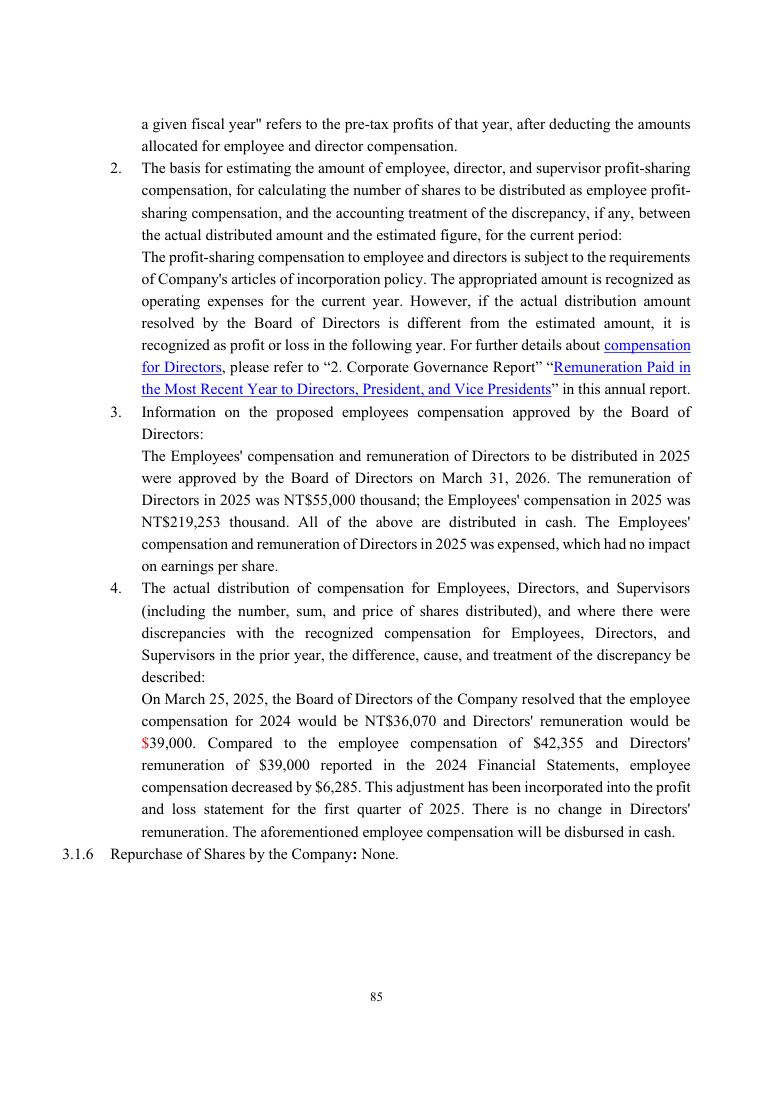 a given fiscal year" refers to the pre-tax profits of that year, after deducting the amounts
allocated for employee and director compensation.
2. The basis for estimating the amount of employee, director, and supervisor profit-sharing
compensation, for calculating the number of shares to be distributed as employee profit-
sharing compensation, and the accounting treatment of the discrepancy, if any, between
the actual distributed amount and the estimated figure, for the current period:
The profit-sharing compensation to employee and directors is subject to the requirements
of Company's articles of incorporation policy. The appropriated amount is recognized as
operating expenses for the current year. However, if the actual distribution amount
resolved by the Board of Directors is different from the estimated amount, it is
recognized as profit or loss in the following year. For further details about compensation
for Directors, please refer to “2. Corporate Governance Report” “Remuneration Paid in
the Most Recent Year to Directors, President, and Vice Presidents” in this annual report.
3. Information on the proposed employees compensation approved by the Board of
Directors:
The Employees' compensation and remuneration of Directors to be distributed in 2025
were approved by the Board of Directors on March 31, 2026. The remuneration of
Directors in 2025 was NT$55,000 thousand; the Employees' compensation in 2025 was
NT$219,253 thousand. All of the above are distributed in cash. The Employees'
compensation and remuneration of Directors in 2025 was expensed, which had no impact
on earnings per share.
4. The actual distribution of compensation for Employees, Directors, and Supervisors
(including the number, sum, and price of shares distributed), and where there were
discrepancies with the recognized compensation for Employees, Directors, and
Supervisors in the prior year, the difference, cause, and treatment of the discrepancy be
described:
On March 25, 2025, the Board of Directors of the Company resolved that the employee
compensation for 2024 would be NT$36,070 and Directors' remuneration would be
$39,000. Compared to the employee compensation of $42,355 and Directors'
remuneration of $39,000 reported in the 2024 Financial Statements, employee
compensation decreased by $6,285. This adjustment has been incorporated into the profit
and loss statement for the first quarter of 2025. There is no change in Directors'
remuneration. The aforementioned employee compensation will be disbursed in cash.
3.1.6 Repurchase of Shares by the Company: None.
85